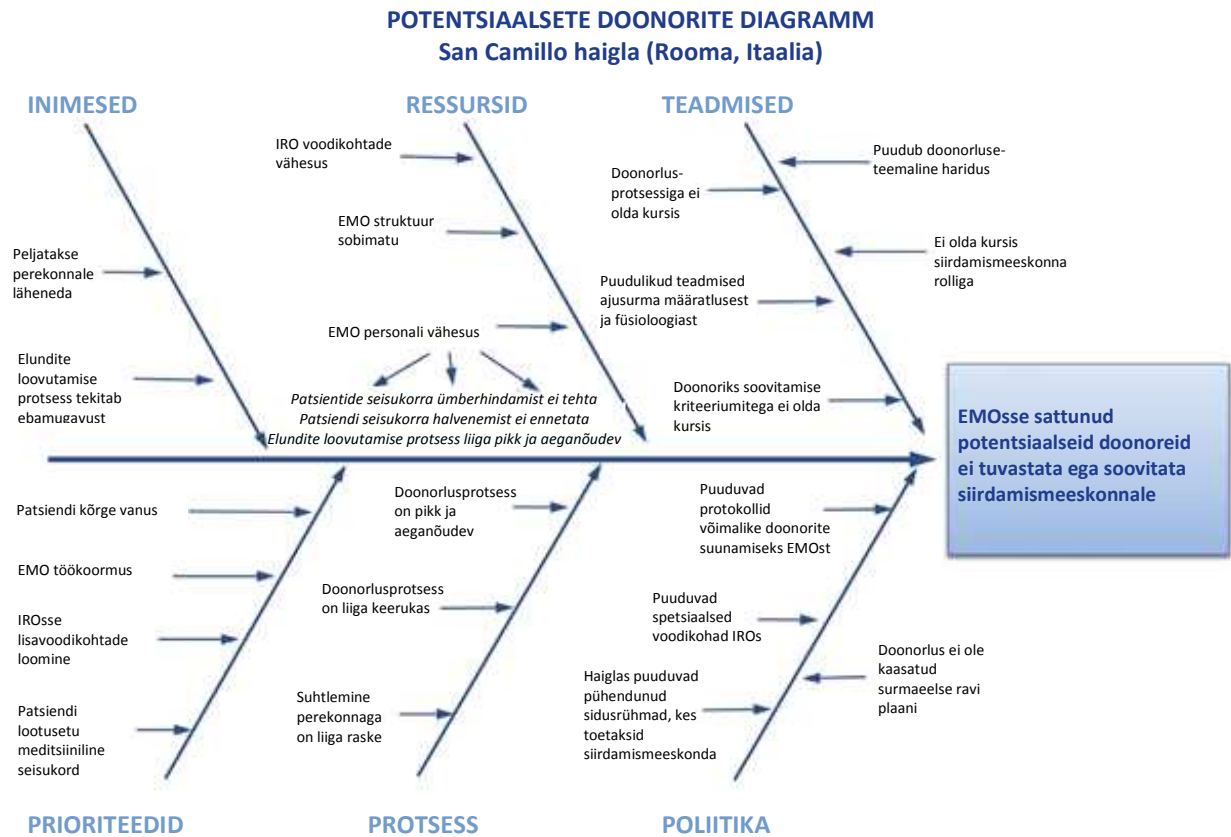 POTENTSIAALSETE DOONORITE DIAGRAMM
San Camillo haigla (Rooma, Itaalia)
INIMESED
RESSURSID
TEADMISED
Peljatakse
perekonnale
läheneda
Elundite
loovutamise
protsess tekitab
ebamugavust
IRO voodikohtade
vähesus
EMO struktuur
sobimatu
EMO personali vähesus
Patsientide seisukorra ümberhindamist ei tehta
Patsiendi seisukorra halvenemist ei ennetata
Elundite loovutamise protsess liiga pikk ja aeganõudev
Doonorlus-
protsessiga ei
olda kursis
Puudulikud teadmised
ajusurma määratlusest
ja füsioloogiast
Doonoriks soovitamise
kriteeriumitega ei olda
kursis
Puudub doonorluse-
teemaline haridus
Ei olda kursis
siirdamismeeskonna
rolliga
EMOsse sattunud
potentsiaalseid doonoreid
ei tuvastata ega soovitata
siirdamismeeskonnale
Patsiendi kõrge vanus
EMO töökoormus
IROsse
lisavoodikohtade
loomine
Patsiendi
lootusetu
meditsiiniline
seisukord
Doonorlusprotsess
on pikk ja
aeganõudev
Doonorlusprotsess
on liiga keerukas
Suhtlemine
perekonnaga
on liiga raske
Puuduvad
protokollid
võimalike doonorite
suunamiseks EMOst
Puuduvad
spetsiaalsed
voodikohad IROs
Haiglas puuduvad
pühendunud
sidusrühmad, kes
toetaksid
siirdamismeeskonda
Doonorlus ei ole
kaasatud
surmaeelse ravi
plaani
PRIORITEEDID
PROTSESS
POLIITIKA